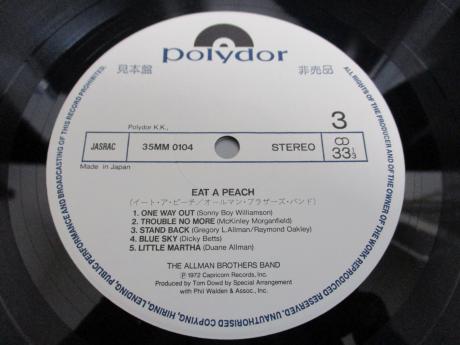 polydor
見本盤
非売品
Polydor K.K.,
3
JASRAC
35MM 0104
STEREO
33 1/3
Made in Japan
EAT A PEACH
(イート・ア・ピーチ/オールマン・ブラザーズ・バンド)
1. ONE WAY OUT (Sonny Boy Williamson)
2. TROUBLE NO MORE (McKinley Morganfield)
3. STAND BACK (Gregory L.Allman/Raymond Oakley)
4. BLUE SKY (Dicky Betts)
5. LITTLE MARTHA (Duane Allman)
THE ALLMAN BROTHERS BAND
Ⓟ1972 Capricorn Records, Inc.
Produced by Tom Dowd by Special Arrangement
with Phil Walden & Assoc., Inc.
ALL RIGHTS OF THE PRODUCER AND OF THE OWNER OF THE WORK REPRODUCED RESERVED. UNAUTHORISED COPYING, HIRING, LENDING, PUBLIC PERFORMANCE AND BROADCASTING OF THIS RECORD PROHIBITED.